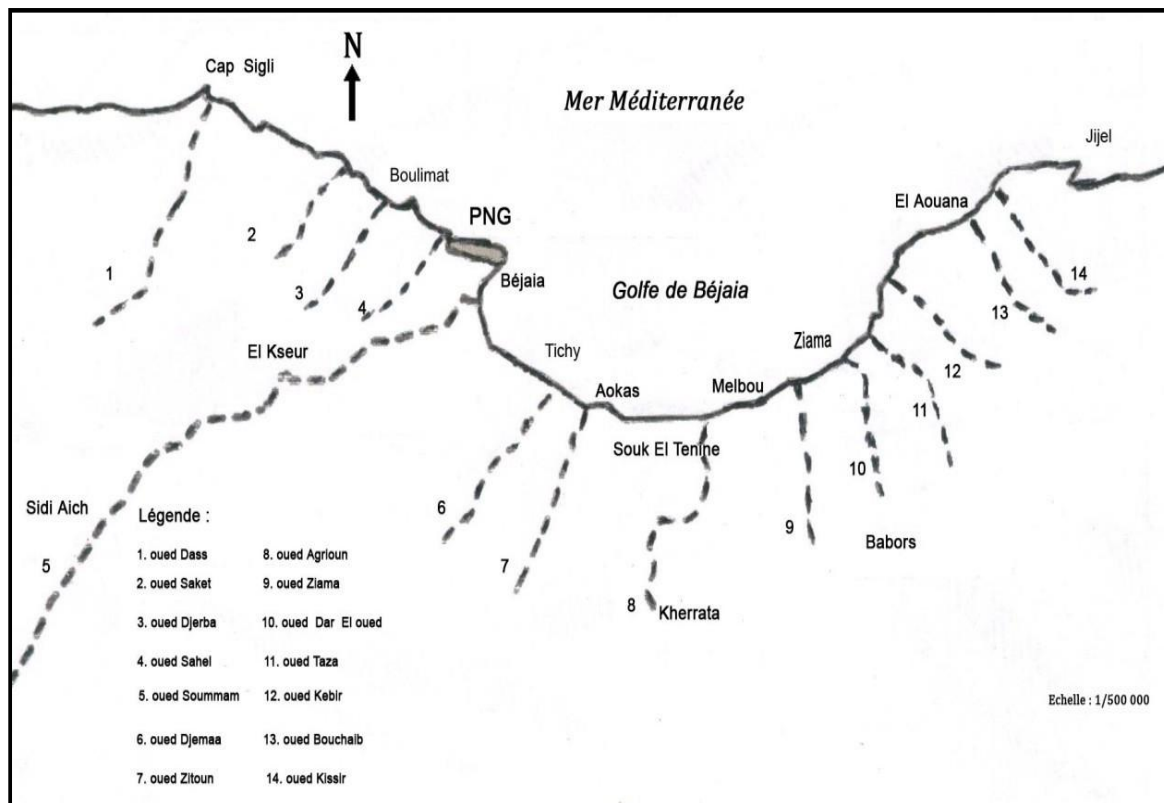 N
Cap Sigli
Mer Méditerranée
Jijel
Boulimat
El Aouana
PNG
2
1
Béjaia
Golfe de Béjaia
14
3
4
13
El Kseur
Tichy
Ziama
12
Aokas
Melbou
11
Souk El Tenine
10
Sidi Aich
6
9
Babors
5
7
8
Kherrata
Légende :
1. oued Dass
2. oued Saket
3. oued Djerba
4. oued Sahel
5. oued Soummam
6. oued Djemaa
7. oued Zitoun
8. oued Agrioun
9. oued Ziama
10. oued Dar El oued
11. oued Taza
12. oued Kebir
13. oued Bouchaib
14. oued Kissir
Echelle : 1/500 000